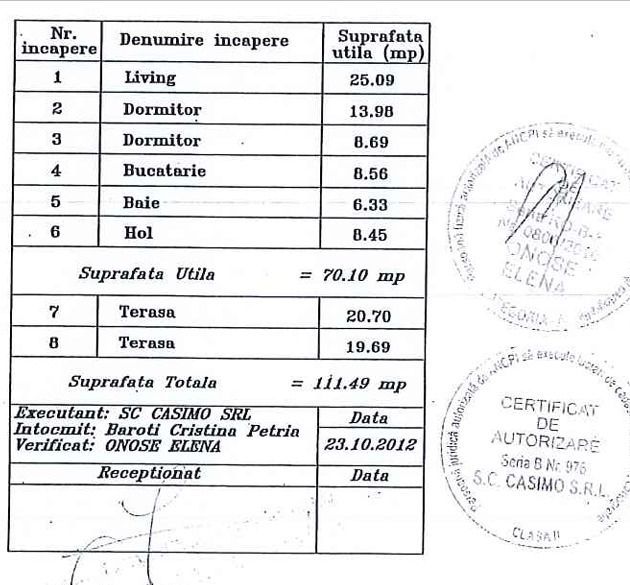 Nr. incapere Denumire incapere Suprafata utila (mp)
1 Living 25.09
2 Dormitor 13.98
3 Dormitor 8.69
4 Bucatarie 8.56
5 Baie 6.33
6 Hol 8.45
Suprafata Utila = 70.10 mp
7 Terasa 20.70
8 Terasa 19.69
Suprafata Totala = 111.49 mp
Executant: SC CASIMO SRL Data
Intocmit: Baroti Cristina Petria
Verificat: ONOSE ELENA 23.10.2012
Receptionat Data
ONOSE
ELENA
CERTIFICAT
DE
AUTORIZARE
Seria B Nr. 976
S.C. CASIMO S.R.L.
CLASA II